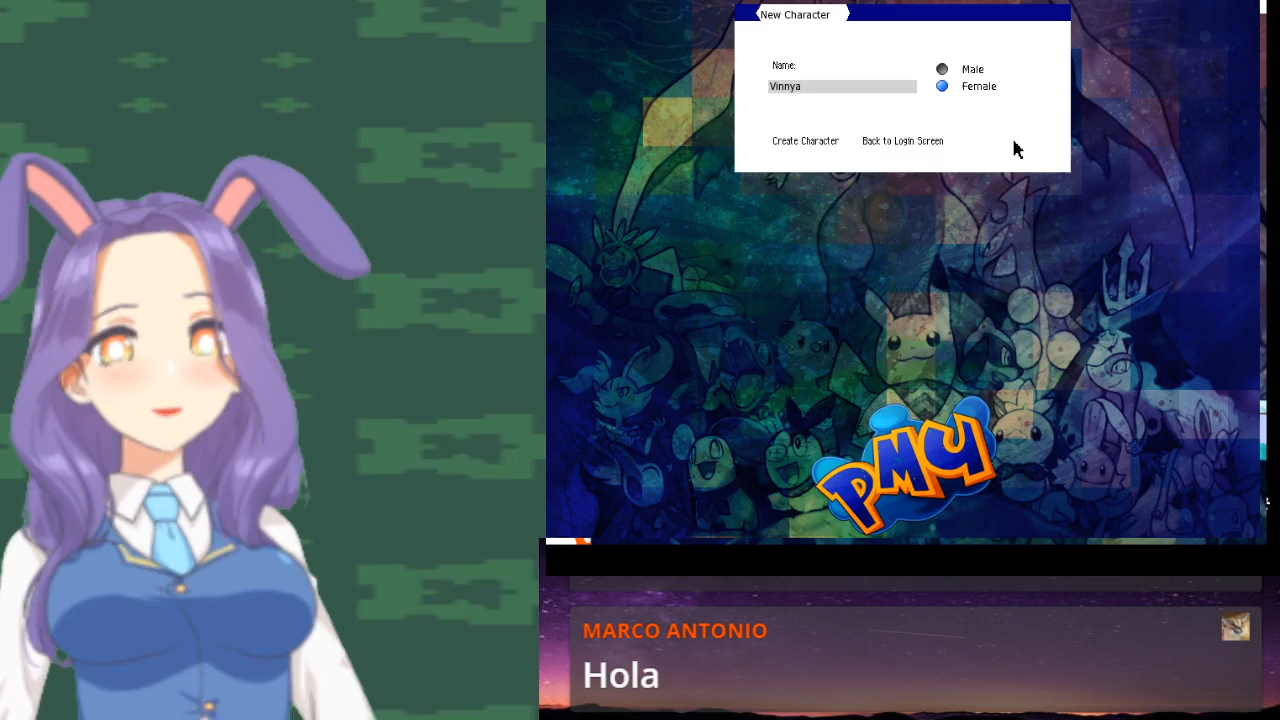 New Character
Name:
Vinnya
Male
Female
Create Character
Back to Login Screen
PMU
MARCO ANTONIO
Hola